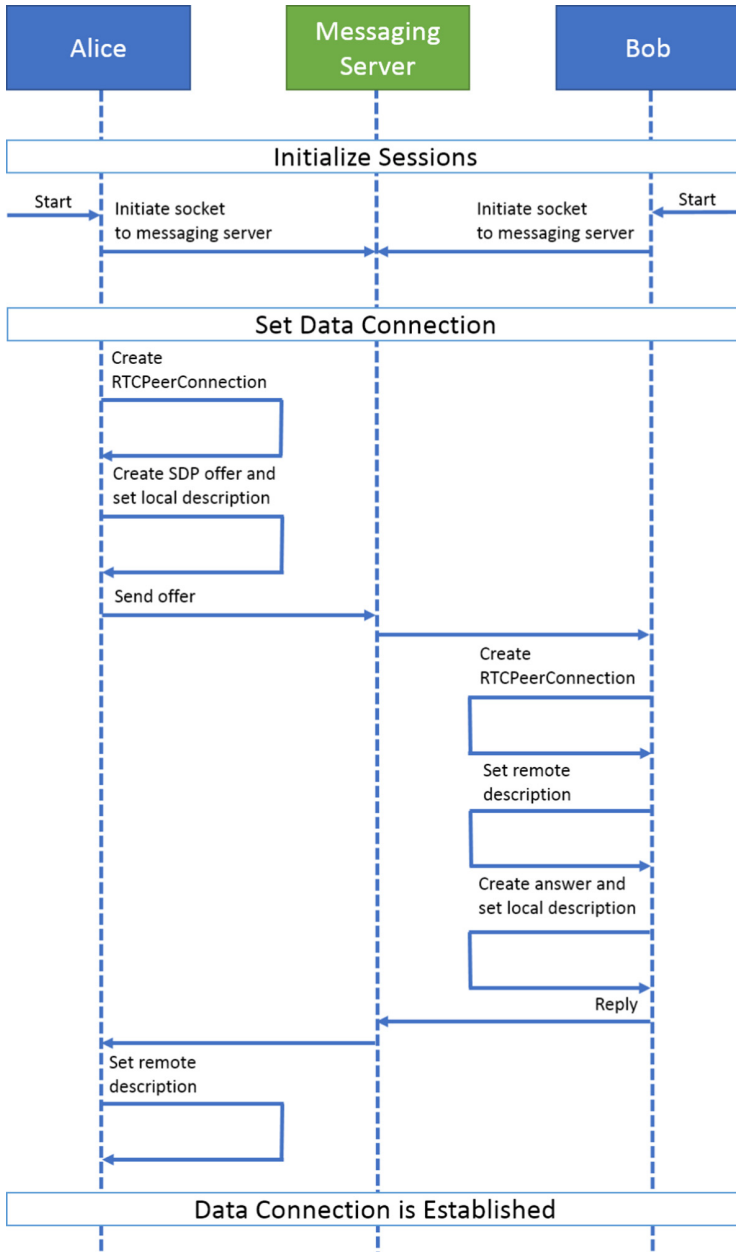 Alice
Messaging
Server
Bob
Initialize Sessions
Start
Initiate socket
to messaging server
Initiate socket
to messaging server
Start
Set Data Connection
Create
RTCPeerConnection
Create SDP offer and
set local description
Send offer
Create
RTCPeerConnection
Set remote
description
Create answer and
set local description
Reply
Set remote
description
Data Connection is Established